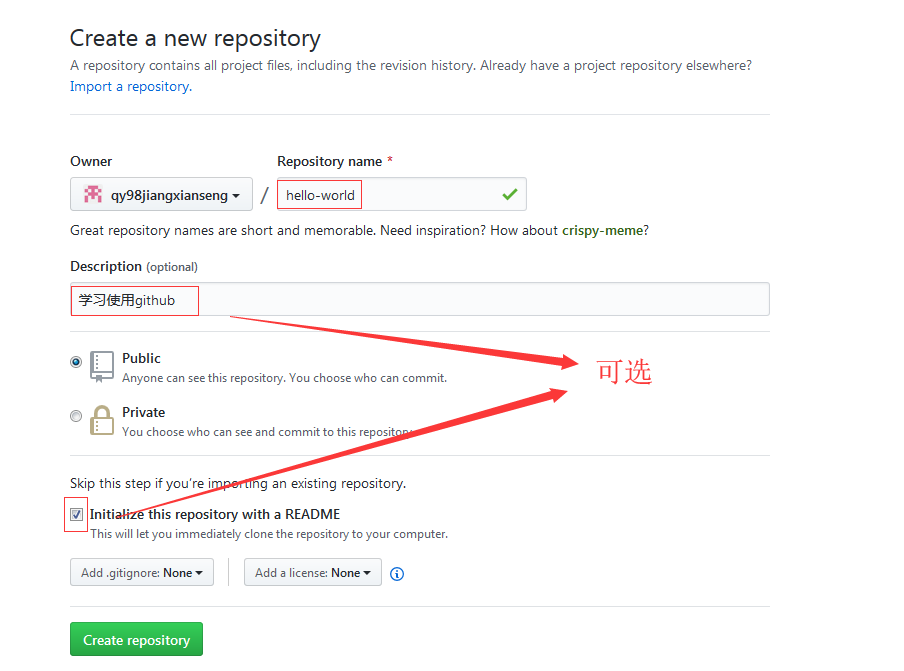 Create a new repository
A repository contains all project files, including the revision history. Already have a project repository elsewhere?
Import a repository.
Owner
Repository name *
qy98jiangxianseng
/
hello-world
Great repository names are short and memorable. Need inspiration? How about crispy-meme?
Description (optional)
学习使用github
Public
Anyone can see this repository. You choose who can commit.
可选
Private
You choose who can see and commit to this repository.
Skip this step if you're importing an existing repository.
Initialize this repository with a README
This will let you immediately clone the repository to your computer.
Add .gitignore: None
Add a license: None
Create repository